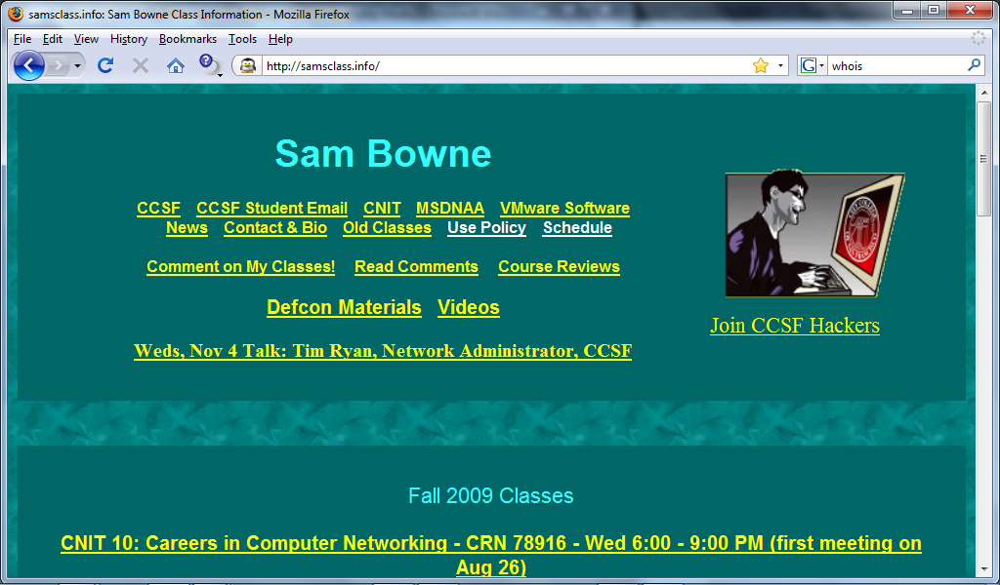 samsclass.info: Sam Bowne Class Information - Mozilla Firefox
File Edit View History Bookmarks Tools Help
http://samsclass.info/
G whois
Sam Bowne
CCSF CCSF Student Email CNIT MSDNAA VMware Software
News Contact & Bio Old Classes Use Policy Schedule
Comment on My Classes! Read Comments Course Reviews
Defcon Materials Videos
Weds, Nov 4 Talk: Tim Ryan, Network Administrator, CCSF
Join CCSF Hackers
Fall 2009 Classes
CNIT 10: Careers in Computer Networking - CRN 78916 - Wed 6:00 - 9:00 PM (first meeting on
Aug 26)